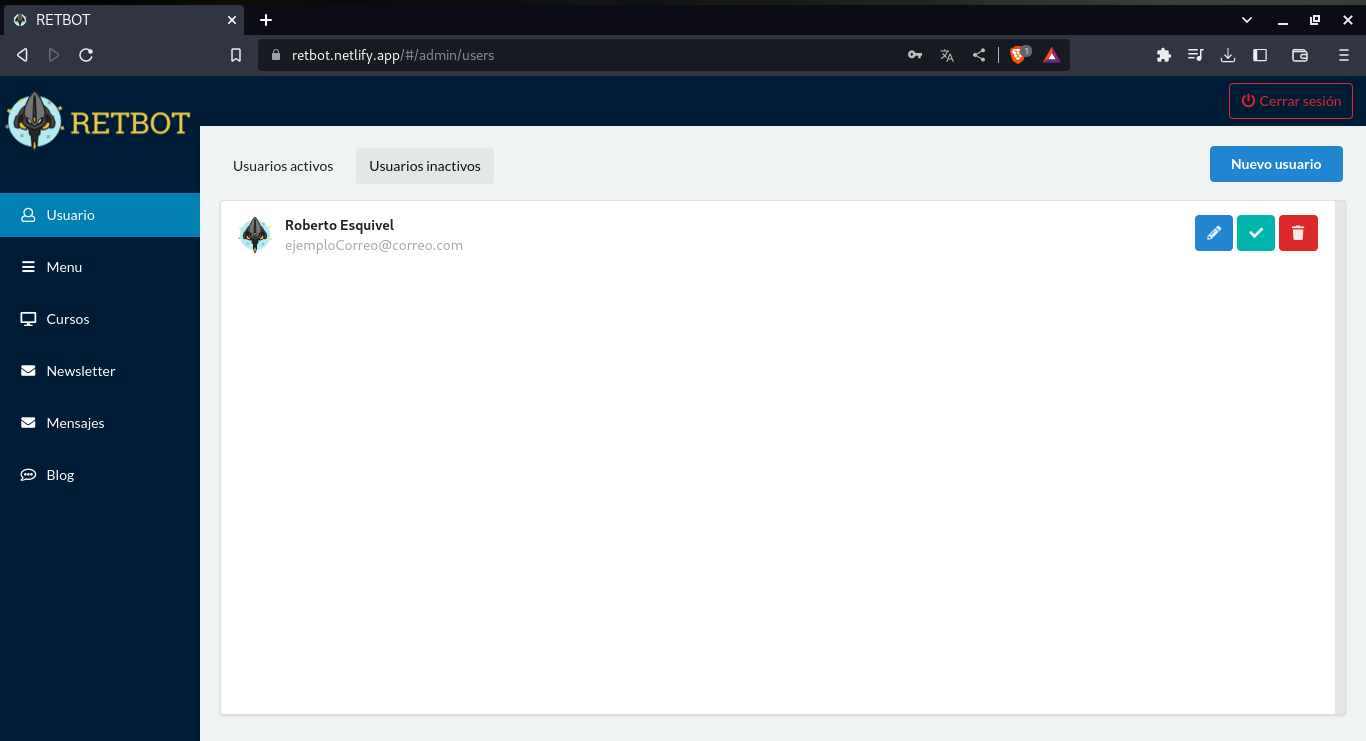 RETBOT
retbot.netlify.app/#/admin/users
1
RETBOT
Cerrar sesión
Usuarios activos
Usuarios inactivos
Nuevo usuario
Usuario
Menu
Cursos
Newsletter
Mensajes
Blog
Roberto Esquivel
ejemploCorreo@correo.com